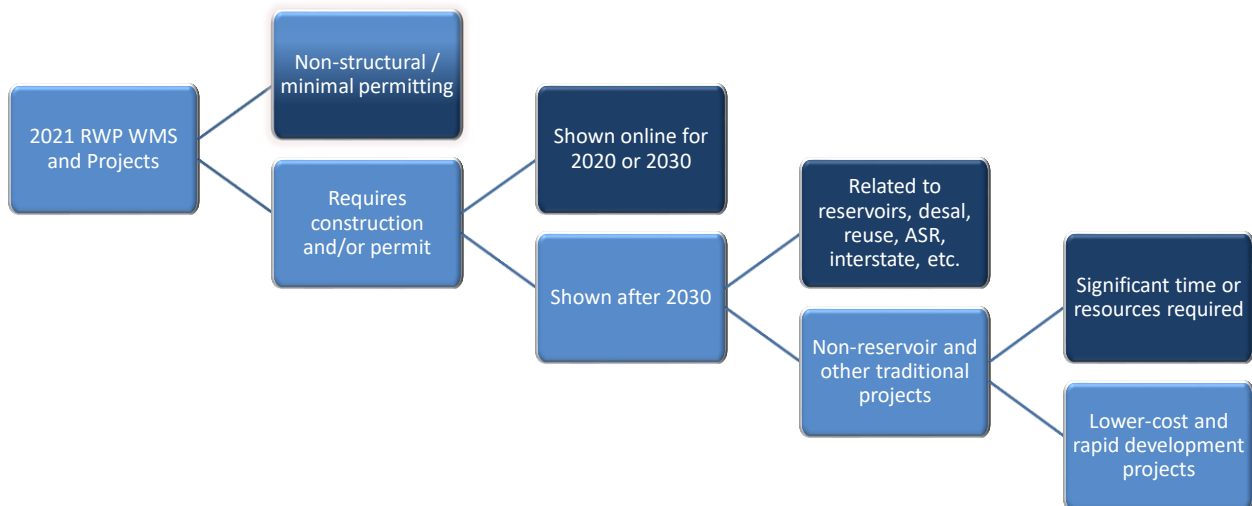 Non-structural /
minimal permitting
2021 RWP WMS
and Projects
Shown online for
2020 or 2030
Requires
construction
and/or permit
Related to
reservoirs, desal,
reuse, ASR,
interstate, etc.
Shown after 2030
Significant time or
resources required
Non-reservoir and
other traditional
projects
Lower-cost and
rapid development
projects